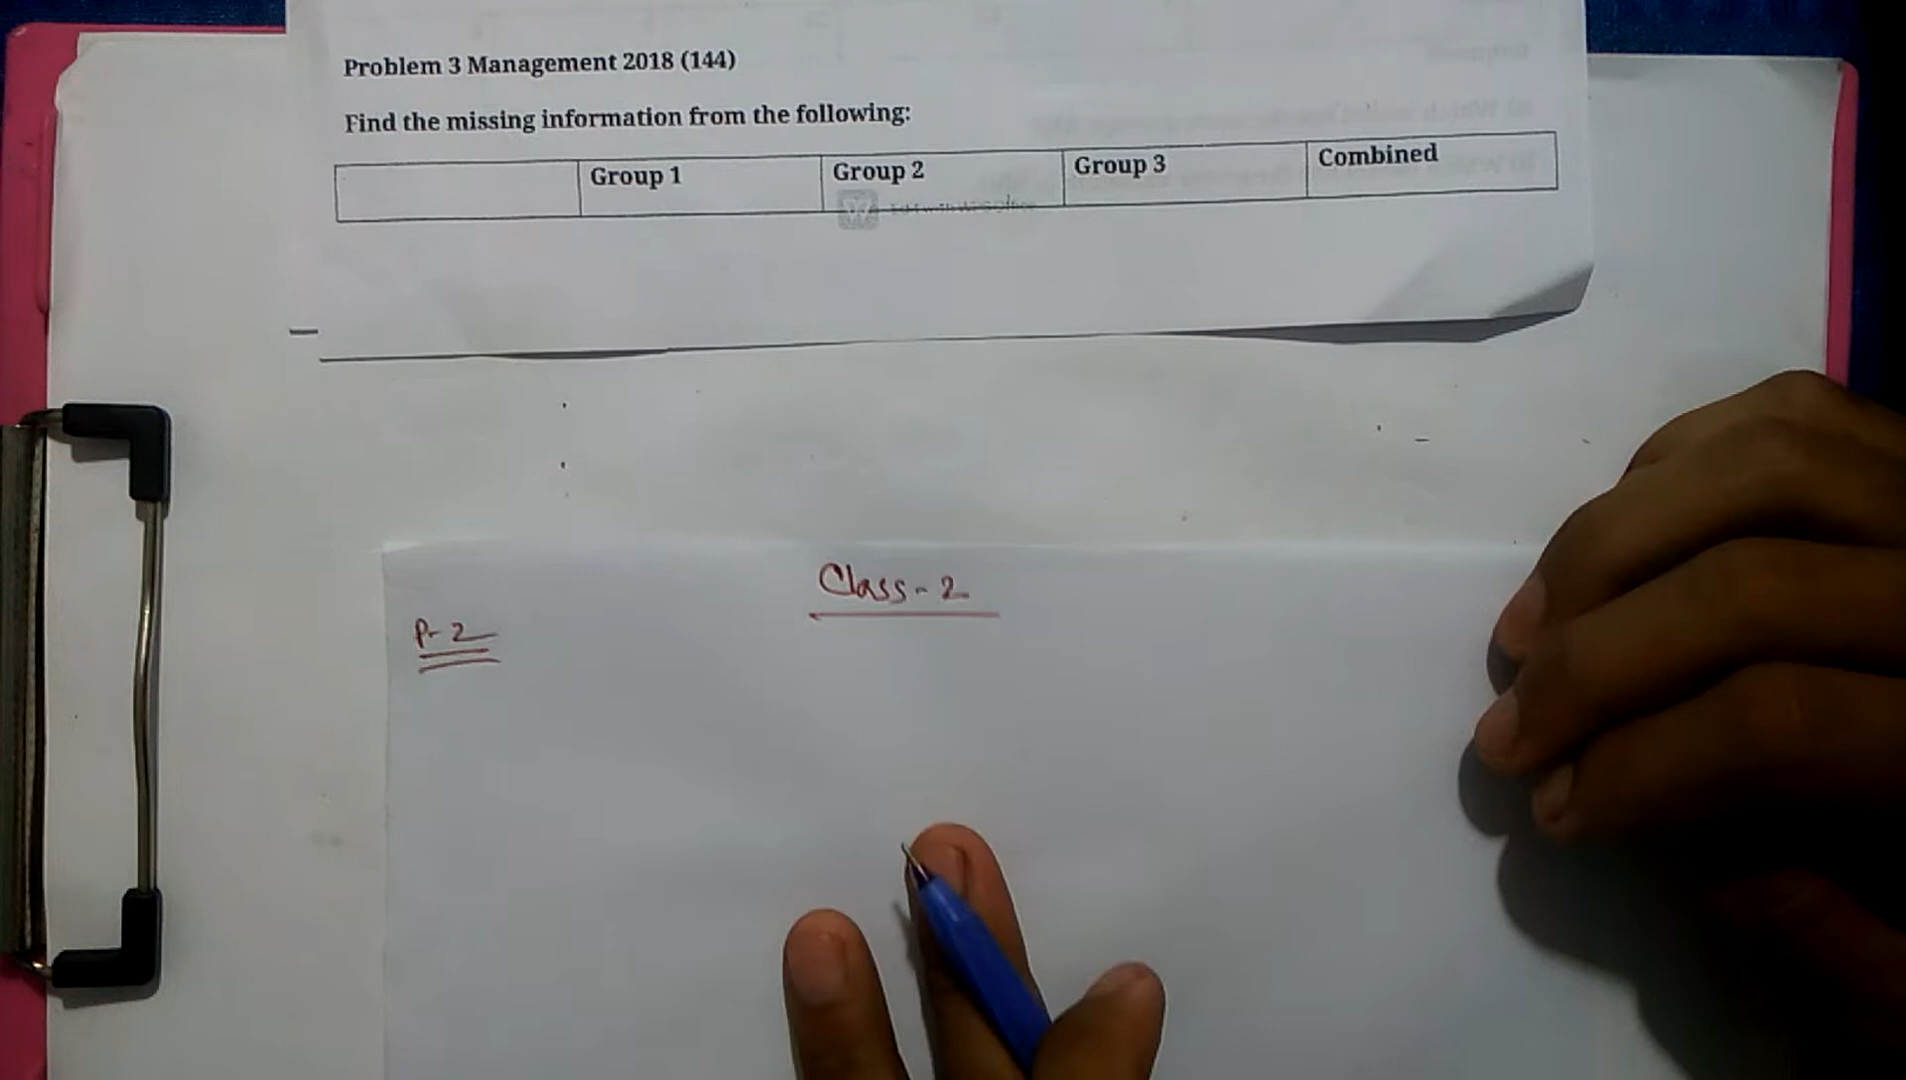 Problem 3 Management 2018 (144)
Find the missing information from the following:
Group 1 Group 2 Group 3 Combined
Class - 2
P- 2